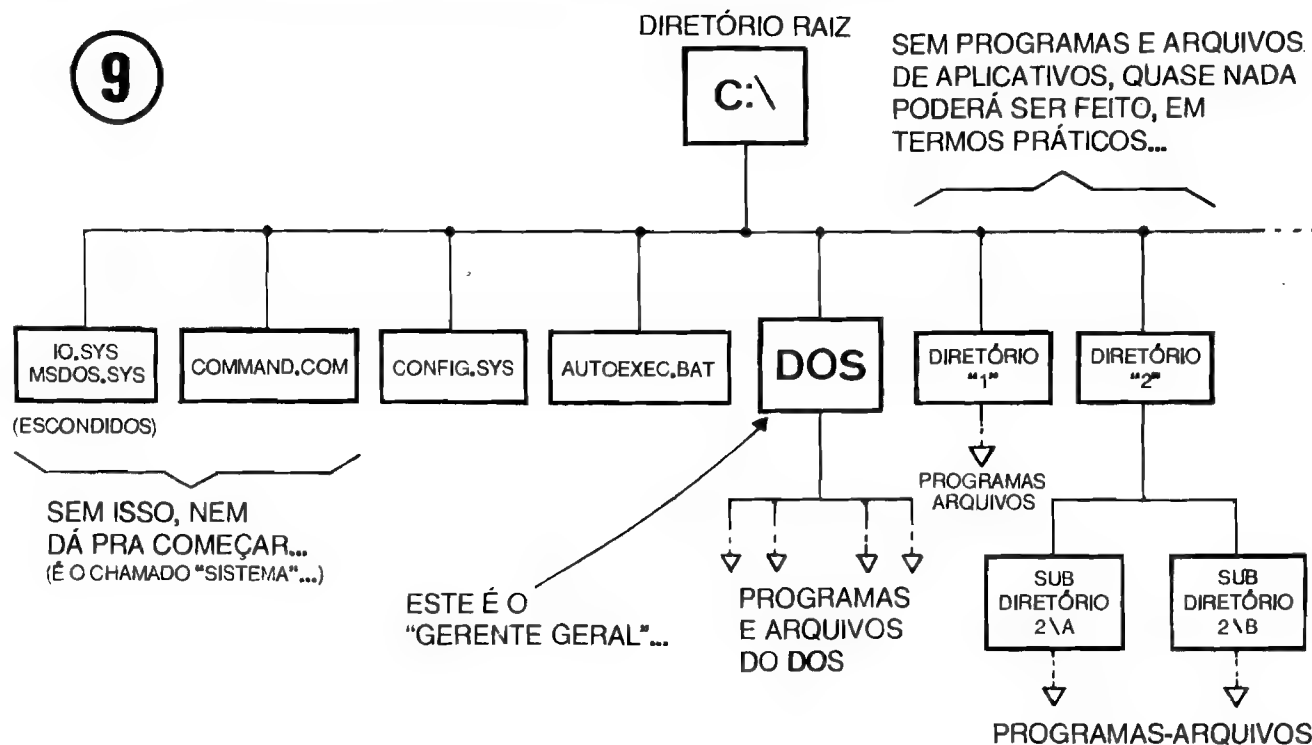 9
DIRETÓRIO RAIZ
C:\
SEM PROGRAMAS E ARQUIVOS
DE APLICATIVOS, QUASE NADA
PODERÁ SER FEITO, EM
TERMOS PRÁTICOS...
IO.SYS
MSDOS.SYS
(ESCONDIDOS)
COMMAND.COM
CONFIG.SYS
AUTOEXEC.BAT
DOS
DIRETÓRIO
"1"
DIRETÓRIO
"2"
PROGRAMAS
ARQUIVOS
SEM ISSO, NEM
DÁ PRA COMEÇAR...
(É O CHAMADO "SISTEMA"...)
ESTE É O
"GERENTE GERAL"...
PROGRAMAS
E ARQUIVOS
DO DOS
SUB
DIRETÓRIO
2\A
SUB
DIRETÓRIO
2\B
PROGRAMAS-ARQUIVOS